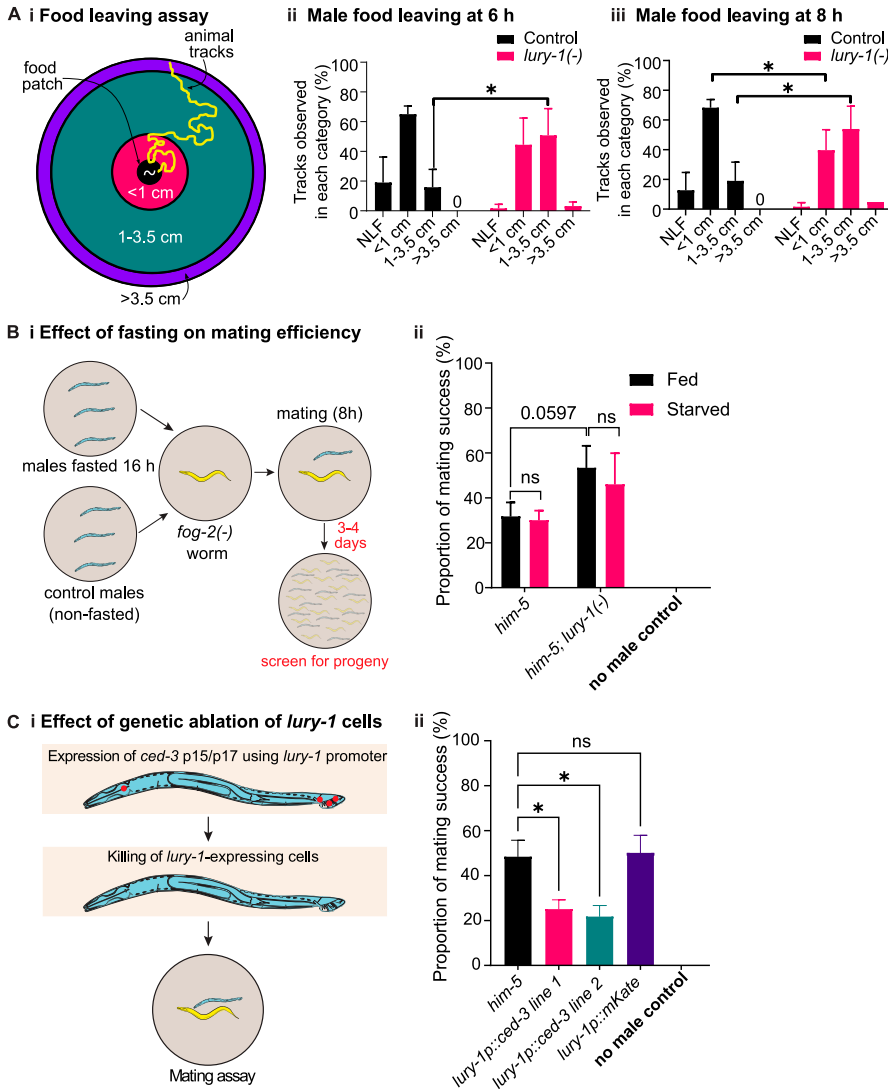 A i Food leaving assay
animal
tracks
food
patch
~
<1 cm
1-3.5 cm
>3.5 cm
ii Male food leaving at 6 h
Control
lury-1(-)
Tracks observed
in each category (%)
80
60
40
20
0
*
0
NLF
<1 cm
1-3.5 cm
>3.5 cm
NLF
<1 cm
1-3.5 cm
>3.5 cm
iii Male food leaving at 8 h
Control
lury-1(-)
Tracks observed
in each category (%)
100
80
60
40
20
0
*
*
0
NLF
<1 cm
1-3.5 cm
>3.5 cm
NLF
<1 cm
1-3.5 cm
>3.5 cm
B i Effect of fasting on mating efficiency
males fasted 16 h
control males
(non-fasted)
fog-2(-)
worm
mating (8h)
3-4
days
screen for progeny
ii
Proportion of mating success (%)
100
80
60
40
20
0
Fed
Starved
0.0597
ns
ns
him-5
him-5; lury-1(-)
no male control
C i Effect of genetic ablation of lury-1 cells
Expression of ced-3 p15/p17 using lury-1 promoter
Killing of lury-1-expressing cells
Mating assay
ii
Proportion of mating success (%)
100
80
60
40
20
0
ns
*
*
him-5
lury-1p::ced-3 line 1
lury-1p::ced-3 line 2
lury-1p::mKate
no male control